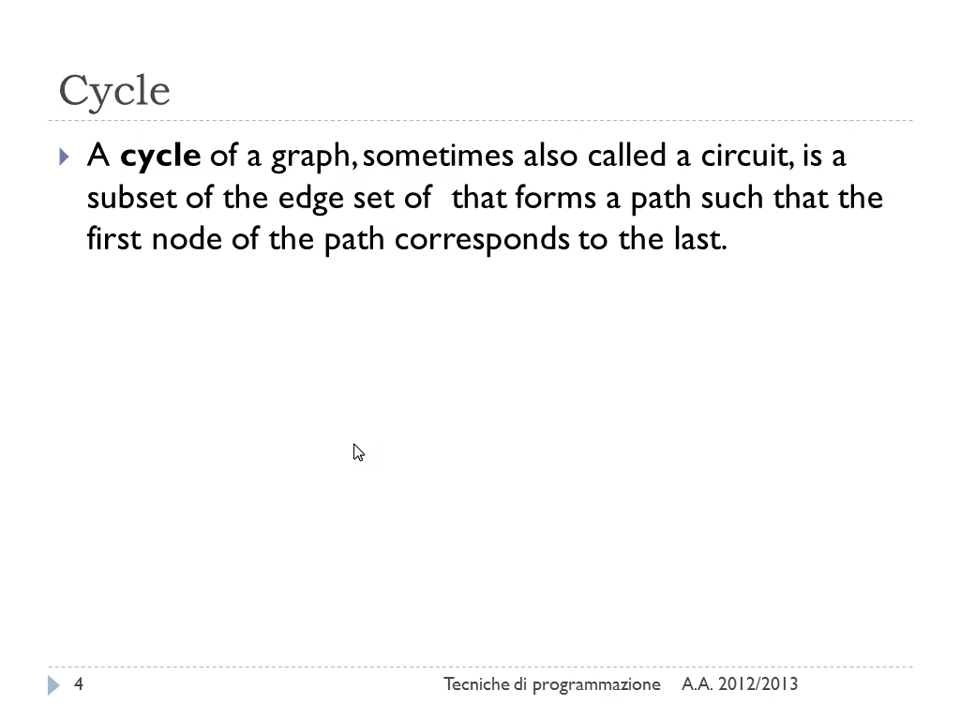 Cycle
A cycle of a graph, sometimes also called a circuit, is a
subset of the edge set of  that forms a path such that the
first node of the path corresponds to the last.
4 Tecniche di programmazione A.A. 2012/2013